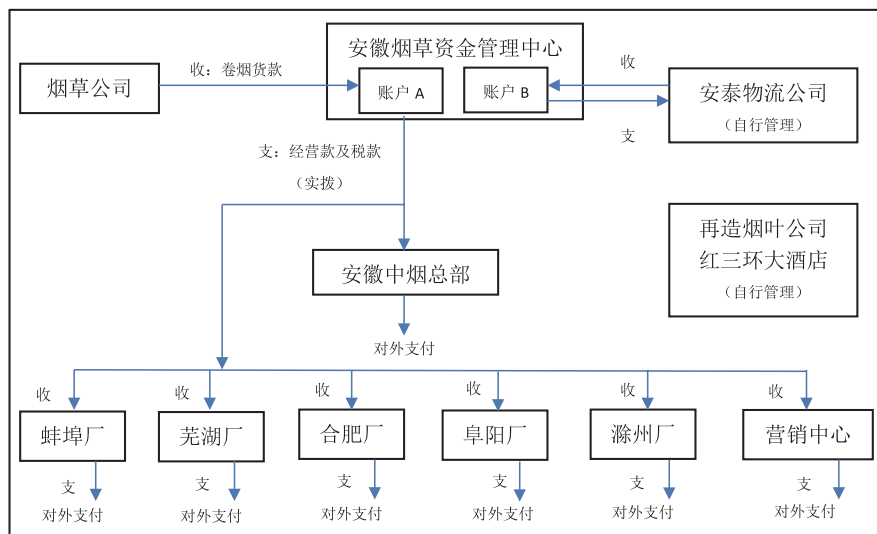 安徽烟草资金管理中心
烟草公司
收：卷烟货款
账户 A
账户 B
收
支
安泰物流公司
（自行管理）
支：经营款及税款
（实拨）
再造烟叶公司
红三环大酒店
（自行管理）
安徽中烟总部
对外支付
收
收
收
收
收
收
蚌埠厂
芜湖厂
合肥厂
阜阳厂
滁州厂
营销中心
支
支
支
支
支
支
对外支付
对外支付
对外支付
对外支付
对外支付
对外支付